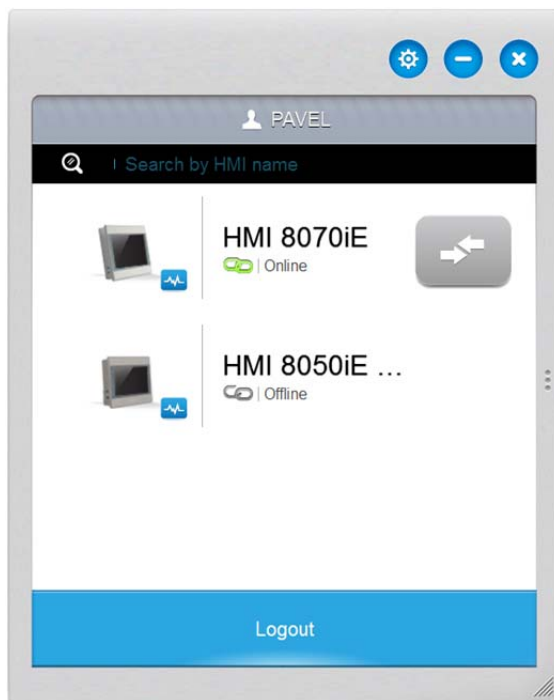 PAVEL
Search by HMI name
HMI 8070iE
Online
HMI 8050iE ...
Offline
Logout